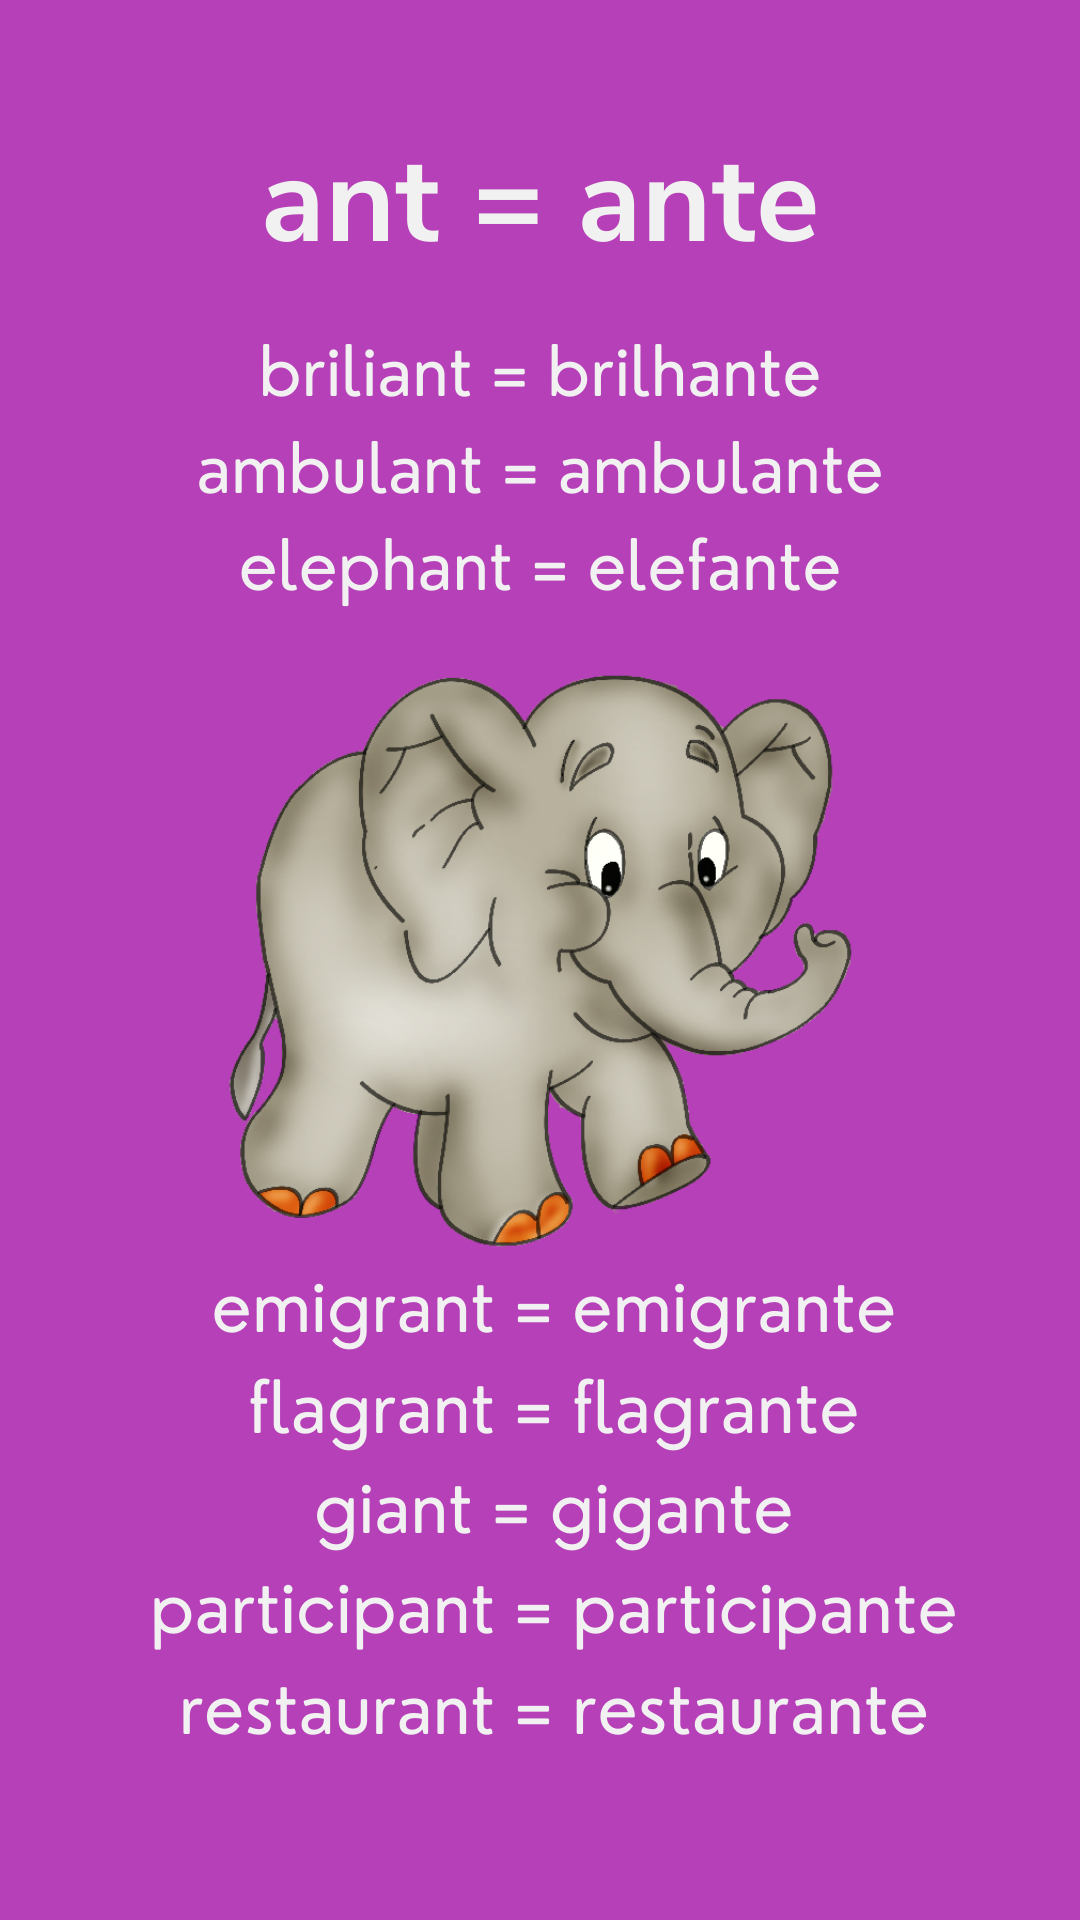 ant = ante
briliant = brilhante
ambulant = ambulante
elephant = elefante
emigrant = emigrante
flagrant = flagrante
giant = gigante
participant = participante
restaurant = restaurante